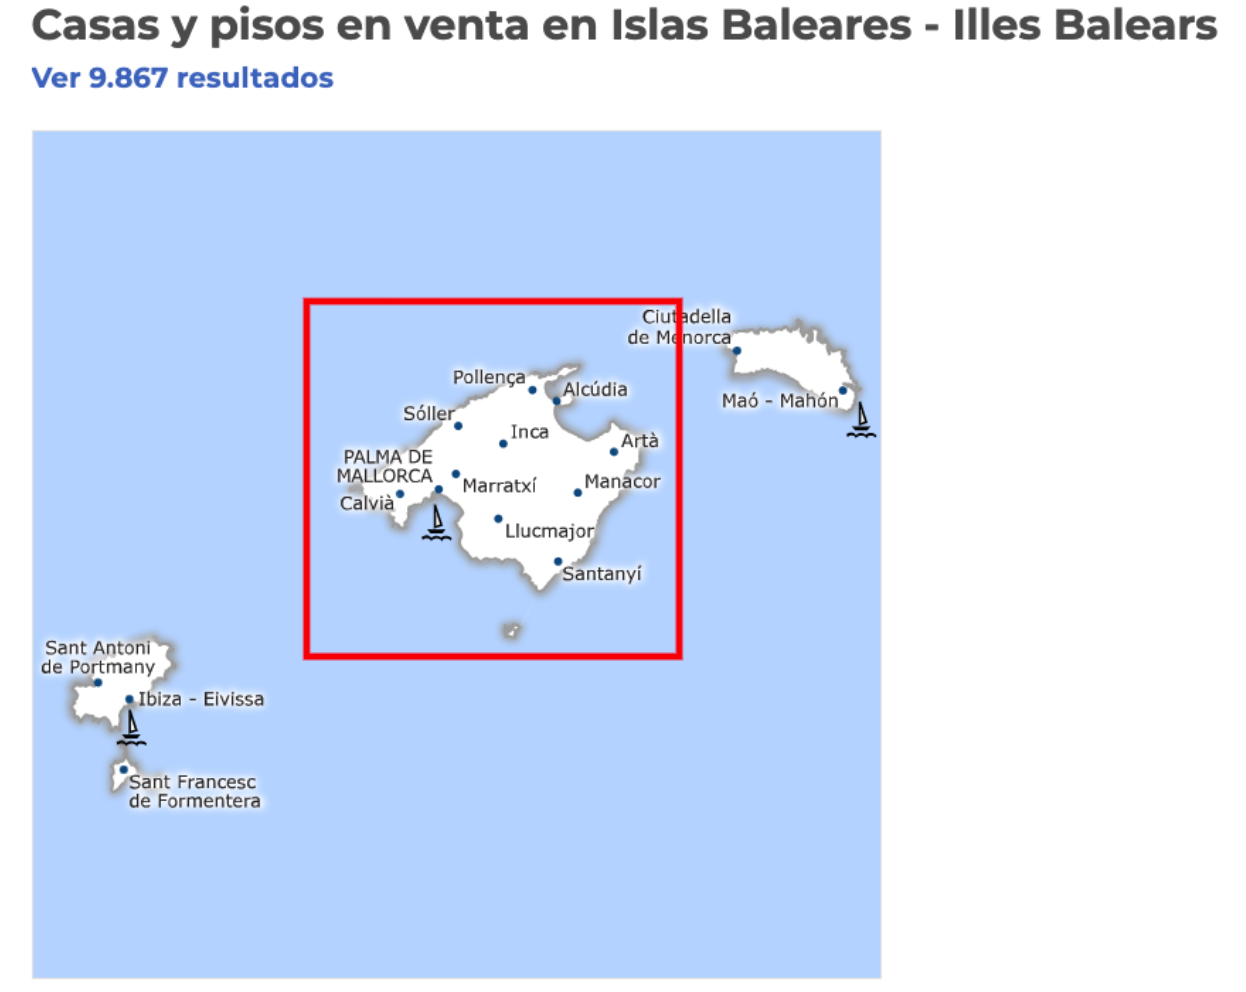 Casas y pisos en venta en Islas Baleares - Illes Balears
Ver 9.867 resultados
Ciutadella
de Menorca
Maó - Mahón
Pollença
Alcúdia
Sóller
Inca
Artà
PALMA DE
MALLORCA
Marratxí
Manacor
Calvià
Llucmajor
Santanyí
Sant Antoni
de Portmany
Ibiza - Eivissa
Sant Francesc
de Formentera